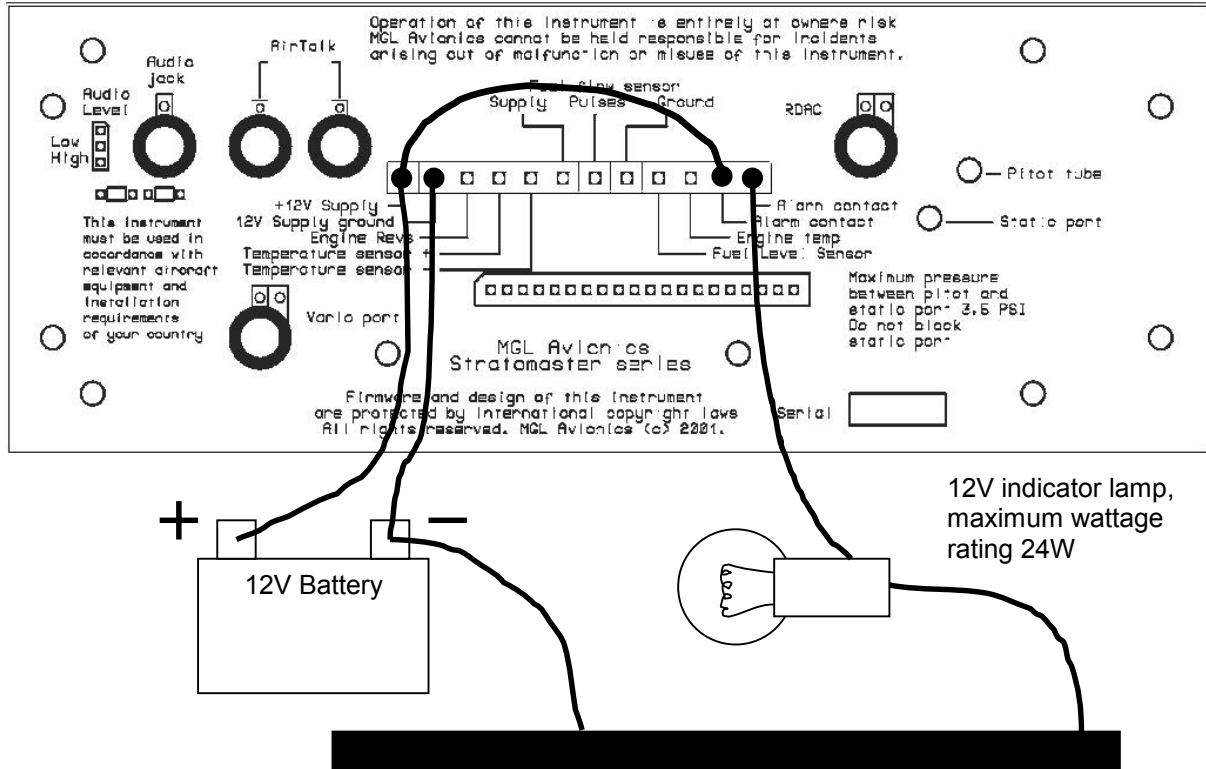 Operation of this instrument is entirely at owners risk
MGL Avionics cannot be held responsible for incidents
arising out of malfunction or misuse of this instrument.
AirTalk
Audio
jack
Audio
Level
Low
High
Fuel flow sensor
Supply Pulses Ground
RDAC
Pitot tube
Static port
+12V Supply
12V Supply ground
Engine Revs
Temperature sensor +
Temperature sensor -
Alarm contact
Alarm contact
Engine temp
Fuel Level Sensor
This instrument
must be used in
accordance with
relevant aircraft
equipment and
installation
requirements
of your country
Vario port
Maximum pressure
between pitot and
static port 3.6 PSI
Do not block
static port
MGL Avionics
Stratomaster series
Firmware and design of this instrument
are protected by international copyright laws
All rights reserved. MGL Avionics (c) 2001.
Serial
+
−
12V Battery
12V indicator lamp,
maximum wattage
rating 24W